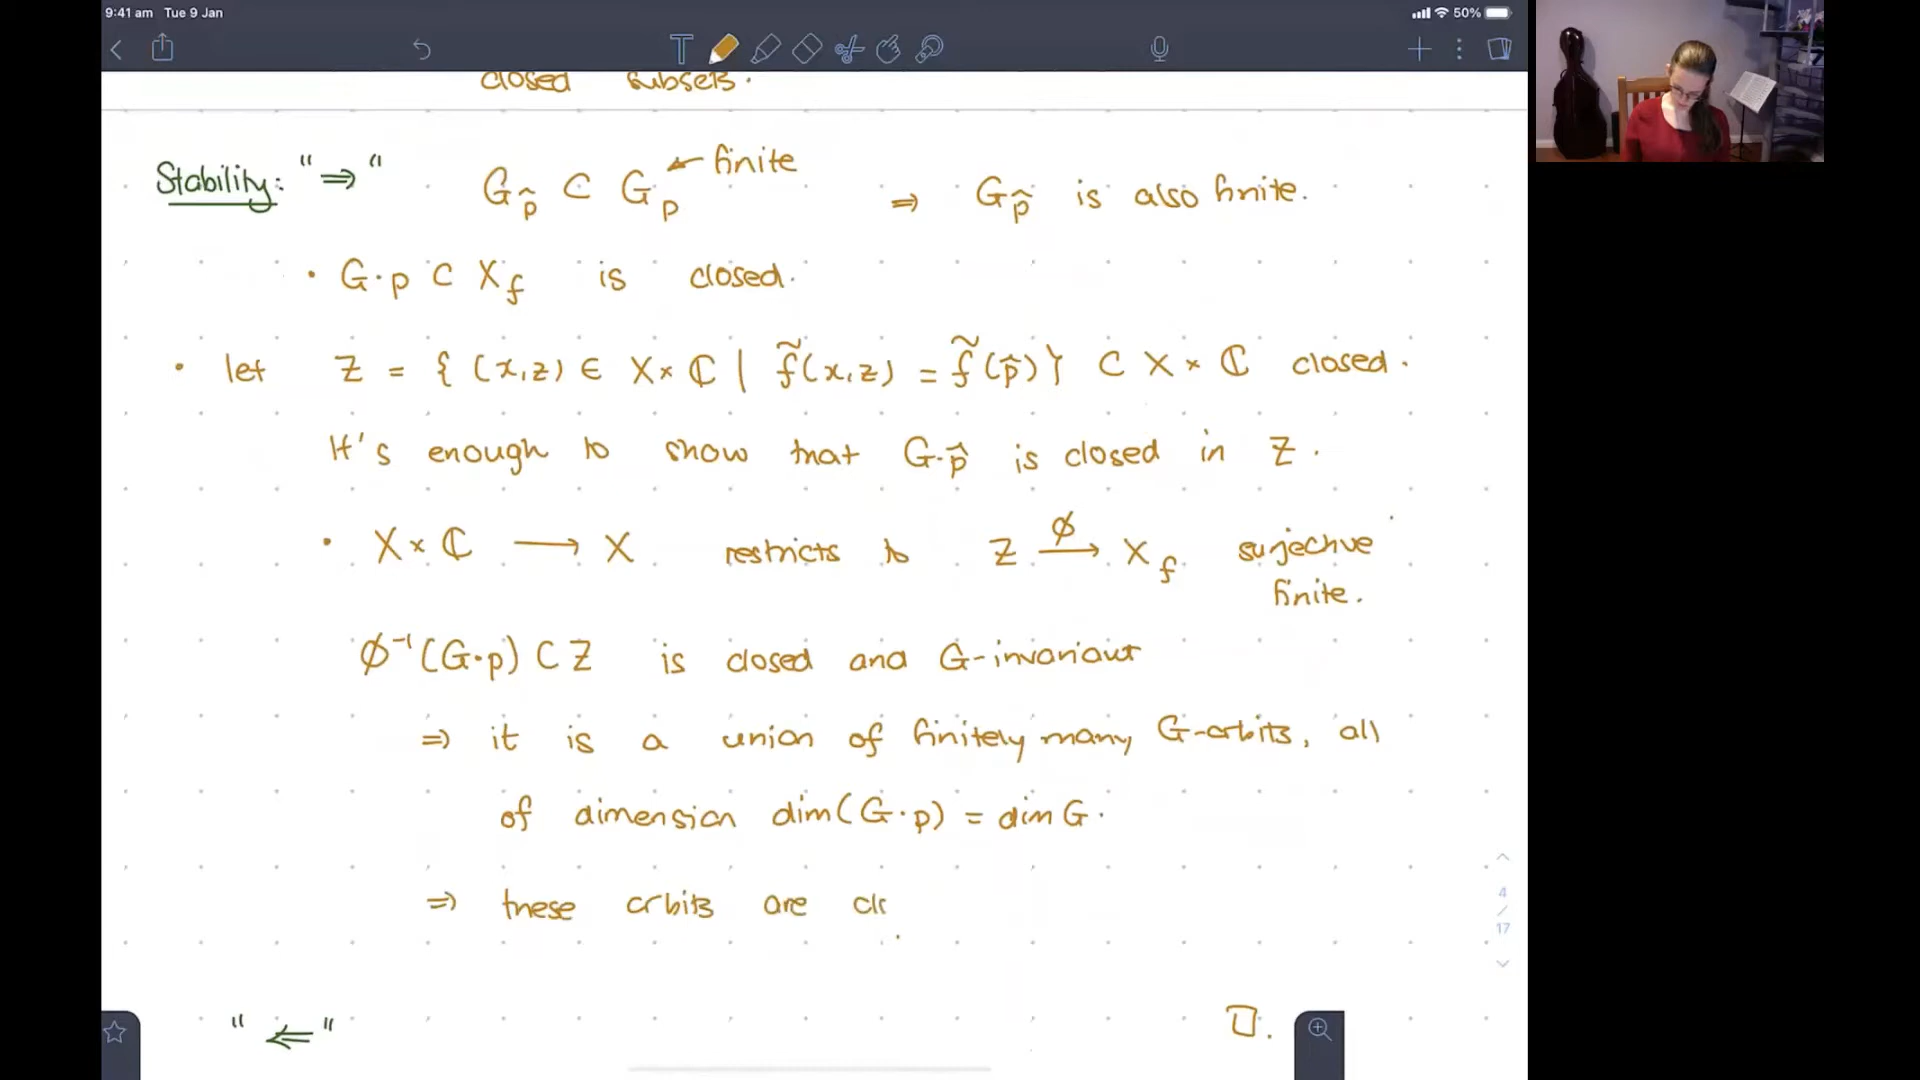 9:41 am Tue 9 Jan
50%
closed subsets.
Stability: "⇒" G_p̂ ⊂ G_p ← finite ⇒ G_p̂ is also finite.
• G·p ⊂ X_f is closed.
• let Z = { (x,z) ∈ X × ℂ | f̃(x,z) = f̃(p̂) } ⊂ X × ℂ closed.
It's enough to show that G·p̂ is closed in Z.
• X × ℂ → X restricts to Z →^ϕ X_f surjective
finite.
ϕ⁻¹(G·p) ⊂ Z is closed and G-invariant
⇒ it is a union of finitely many G-orbits, all
of dimension dim(G·p) = dim G.
⇒ these orbits are clo
4
/
17
"⇐" □.